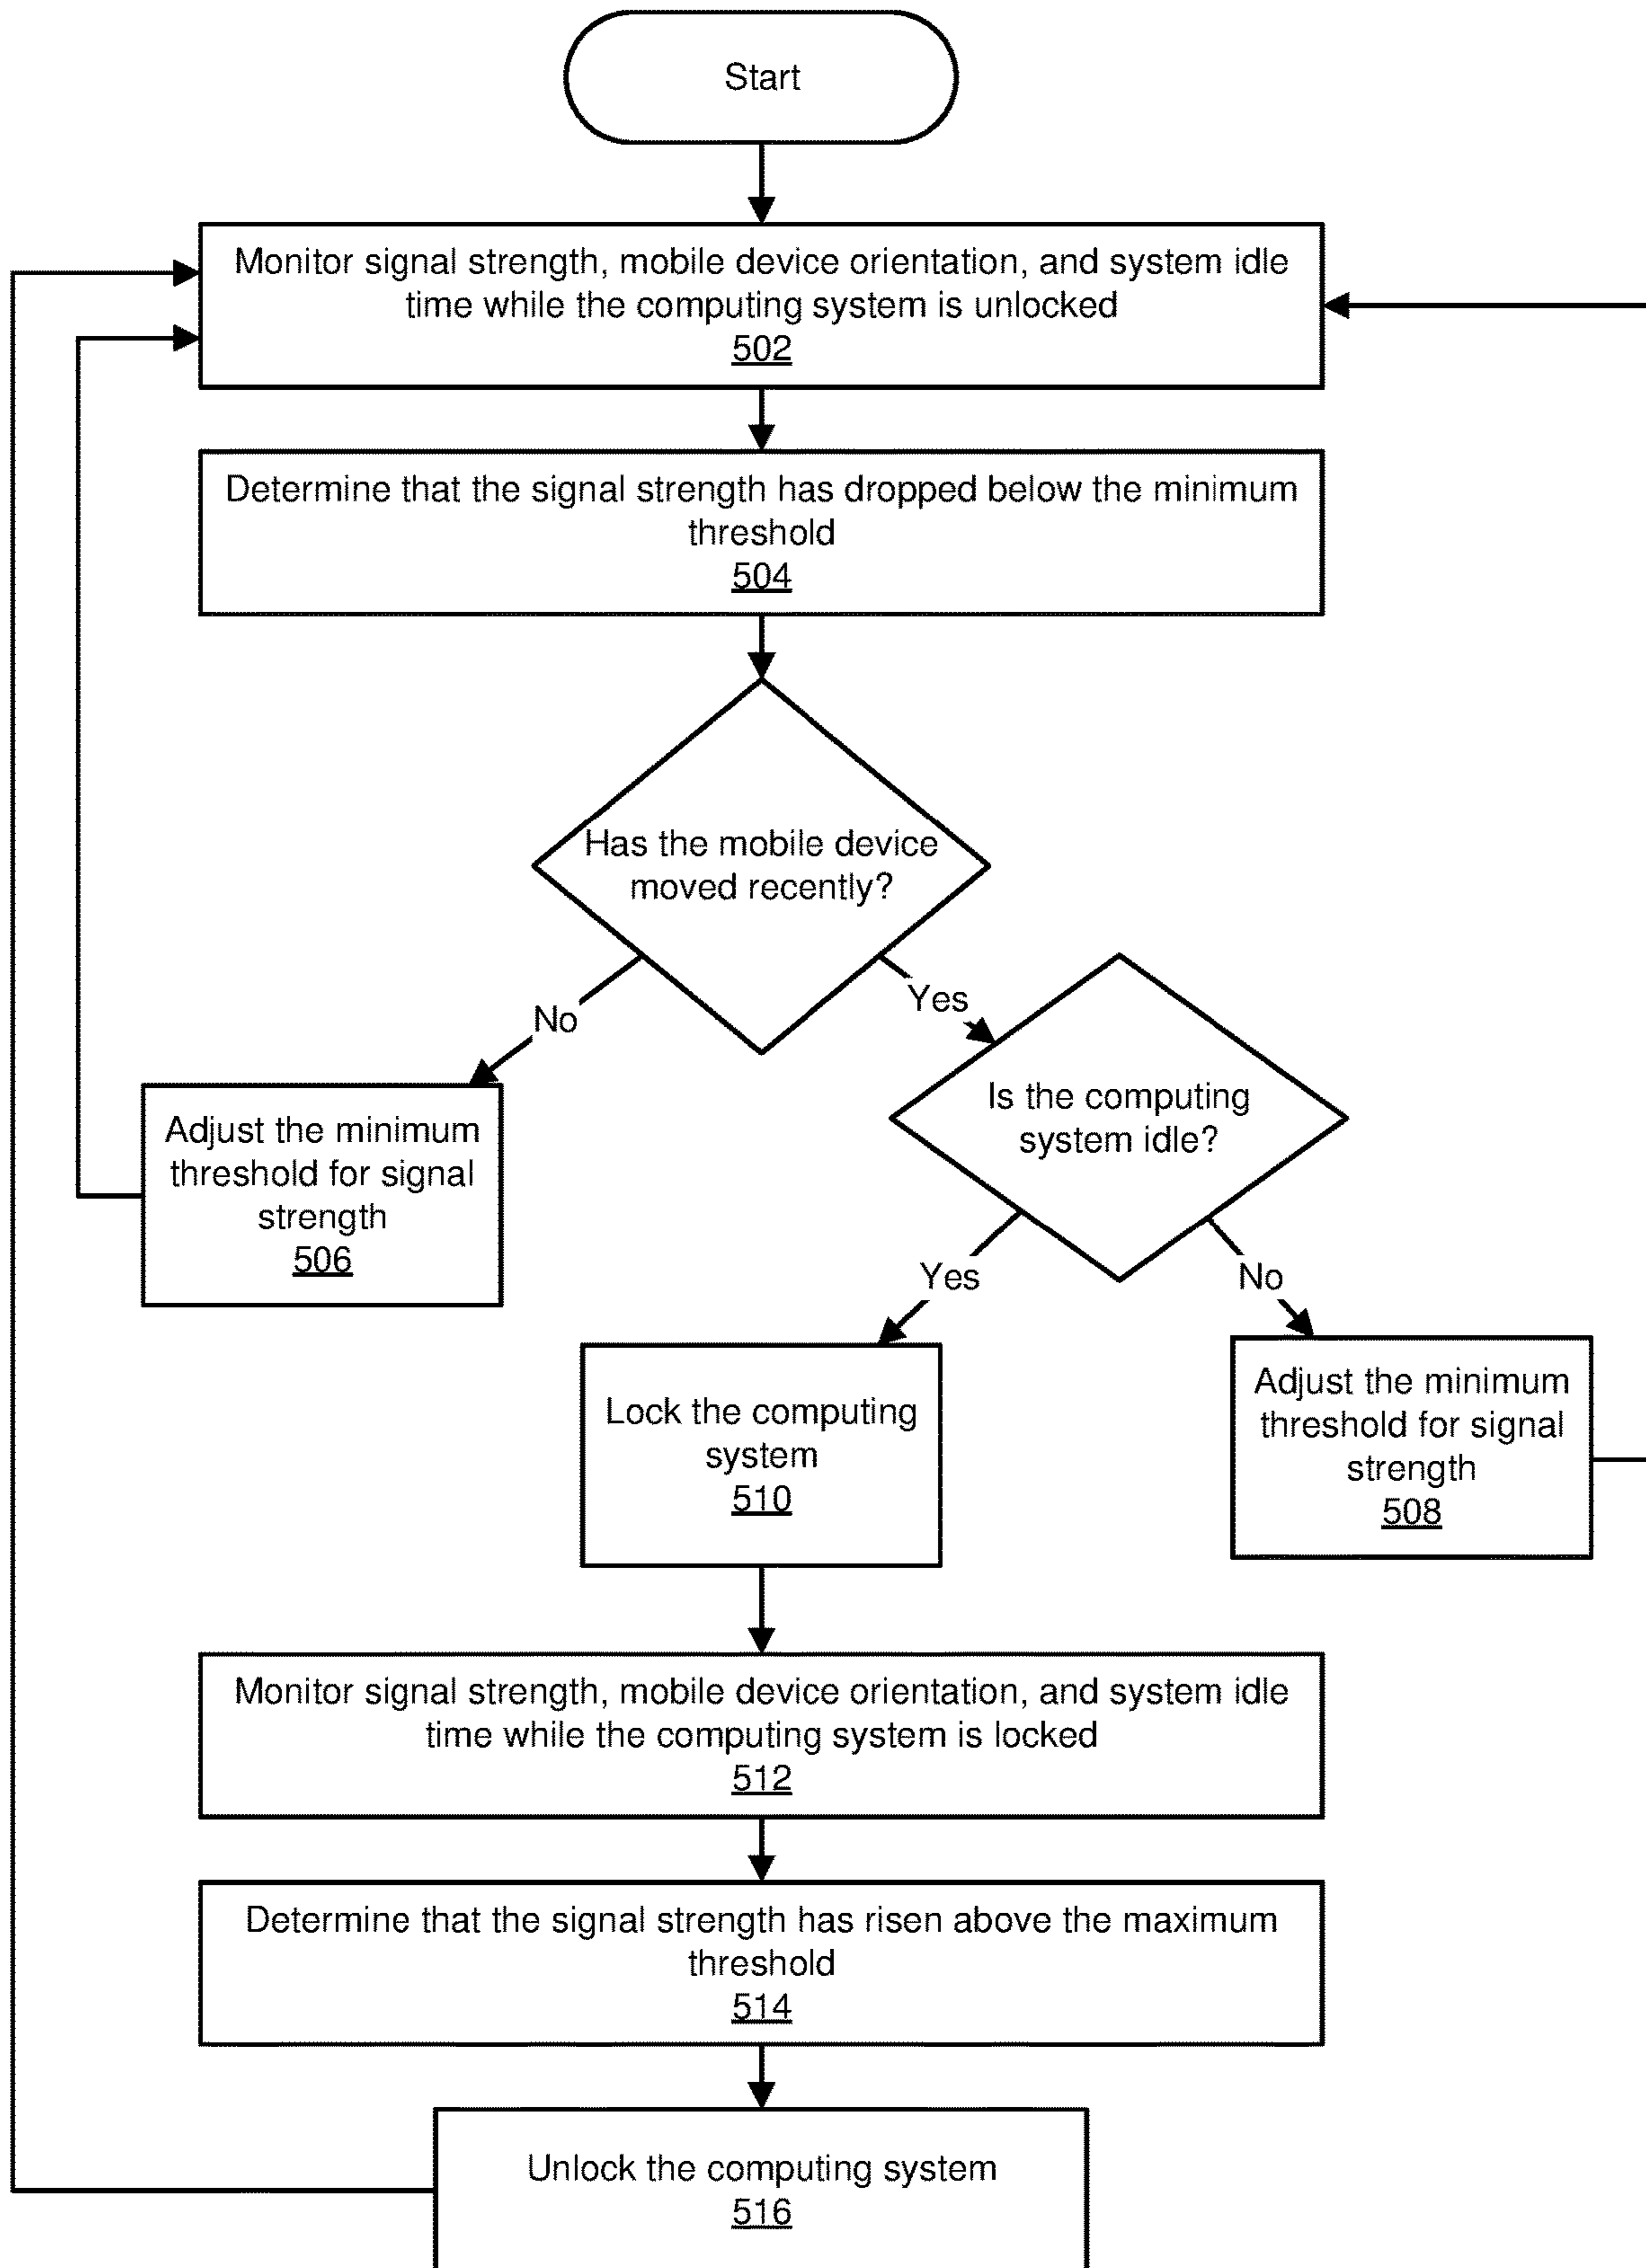 Start
Monitor signal strength, mobile device orientation, and system idle
time while the computing system is unlocked
502
Determine that the signal strength has dropped below the minimum
threshold
504
Has the mobile device
moved recently?
No
Yes
Adjust the minimum
threshold for signal
strength
506
Is the computing
system idle?
Yes
No
Lock the computing
system
510
Adjust the minimum
threshold for signal
strength
508
Monitor signal strength, mobile device orientation, and system idle
time while the computing system is locked
512
Determine that the signal strength has risen above the maximum
threshold
514
Unlock the computing system
516